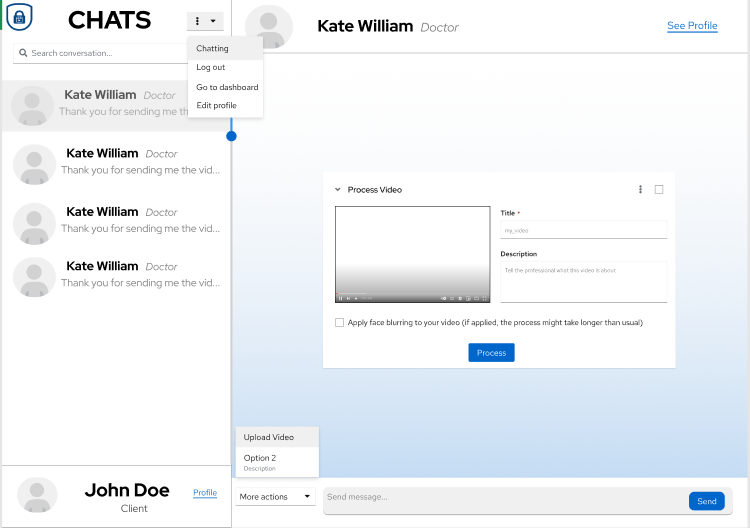 CHATS
Search conversation...
Chatting
Log out
Go to dashboard
Edit profile
Kate William Doctor
Thank you for sending me th
Kate William Doctor
Thank you for sending me the vid...
Kate William Doctor
Thank you for sending me the vid...
Kate William Doctor
Thank you for sending me the vid...
John Doe
Client
Profile
Kate William Doctor
See Profile
Process Video
Title *
my_video
Description
Tell the professional what this video is about
Apply face blurring to your video (if applied, the process might take longer than usual)
Process
Upload Video
Option 2
Description
More actions
Send message...
Send